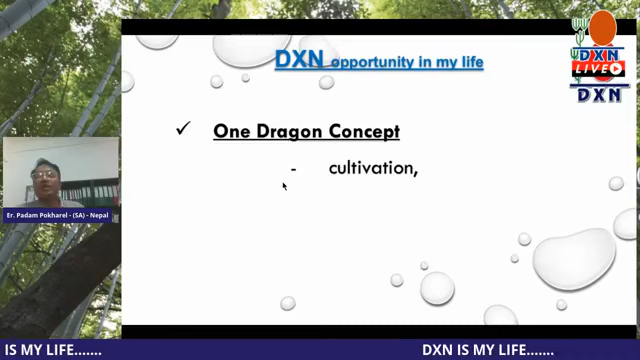 DXN opportunity in my life
DXN
LIVE
DXN
✓ One Dragon Concept
- cultivation,
Er. Padam Pokharel - (SA) - Nepal
IS MY LIFE.......
DXN IS MY LIFE.......